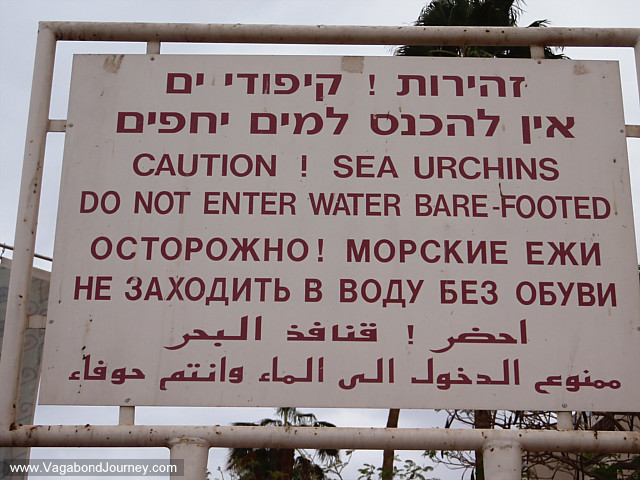 זהירות ! קיפודי ים
אין להכנס למים יחפים
CAUTION ! SEA URCHINS
DO NOT ENTER WATER BARE-FOOTED
ОСТОРОЖНО! МОРСКИЕ ЕЖИ
НЕ ЗАХОДИТЬ В ВОДУ БЕЗ ОБУВИ
احضر ! قنافذ البحر
ممنوع الدخول الى الماء وانتم حوفاء
www.VagabondJourney.com